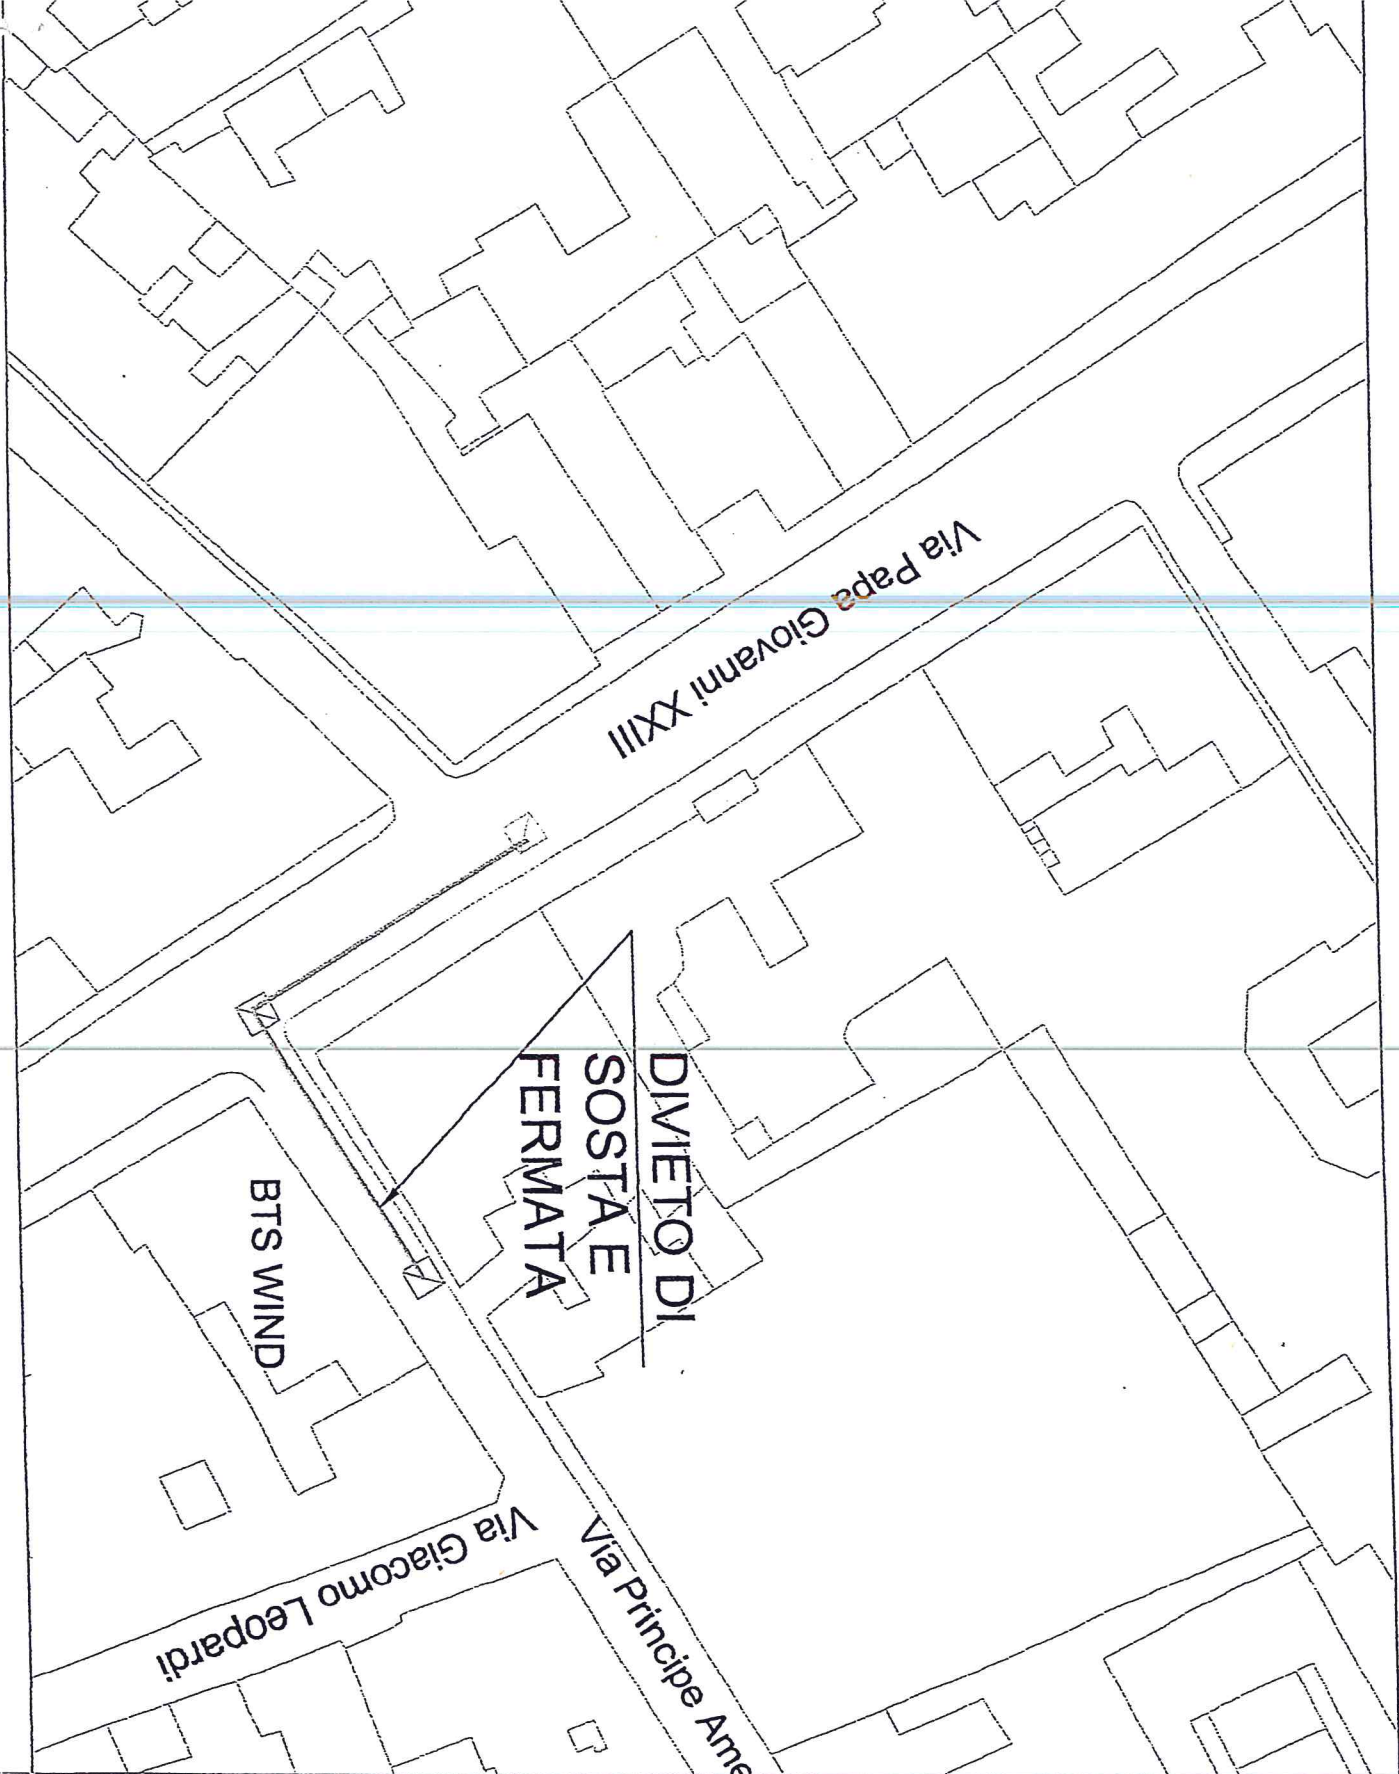 Via Papa Giovanni XXIII
DIVIETO DI
SOSTA E
FERMATA
BTS WIND
Via Giacomo Leopardi
Via Principe Ame